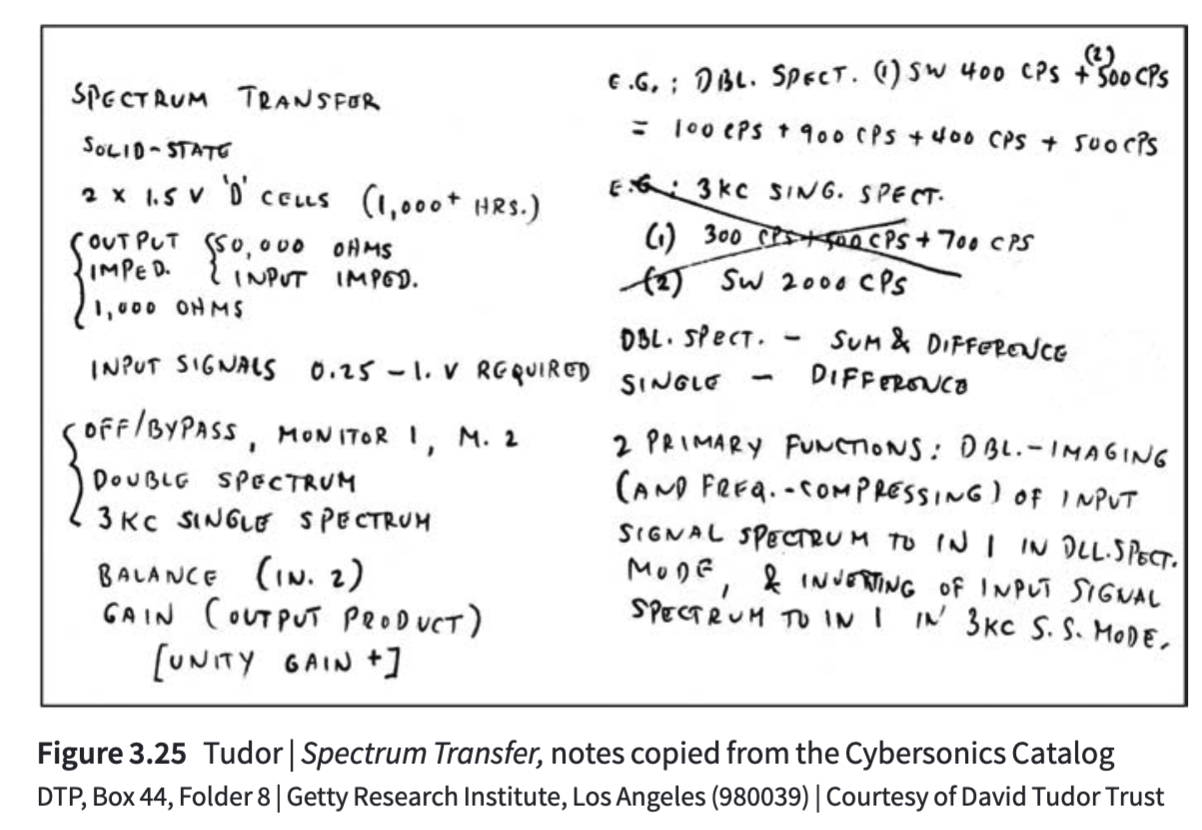 SPECTRUM TRANSFER
SOLID-STATE
2 x 1.5 V 'D' CELLS (1,000+ HRS.)
OUTPUT IMPED. 1,000 OHMS
50,000 OHMS INPUT IMPED.
INPUT SIGNALS 0.25 - 1. V REQUIRED
OFF/BYPASS, MONITOR 1, M. 2
DOUBLE SPECTRUM
3 KC SINGLE SPECTRUM
BALANCE (IN. 2)
GAIN (OUTPUT PRODUCT)
[UNITY GAIN +]
E.G.; DBL. SPECT. (1) SW 400 CPS + (2) 500 CPS
= 100 CPS + 900 CPS + 400 CPS + 500 CPS
E.G.; 3KC SING. SPECT.
(1) 300 CPS + 500 CPS + 700 CPS
(2) SW 2000 CPS
DBL. SPECT. - SUM & DIFFERENCE
SINGLE - DIFFERENCE
2 PRIMARY FUNCTIONS: DBL.-IMAGING
(AND FREQ.-COMPRESSING) OF INPUT
SIGNAL SPECTRUM TO IN 1 IN DLL.SPECT.
MODE, & INVERTING OF INPUT SIGNAL
SPECTRUM TO IN 1 IN 3KC S.S. MODE.
Figure 3.25 Tudor | Spectrum Transfer, notes copied from the Cybersonics Catalog
DTP, Box 44, Folder 8 | Getty Research Institute, Los Angeles (980039) | Courtesy of David Tudor Trust